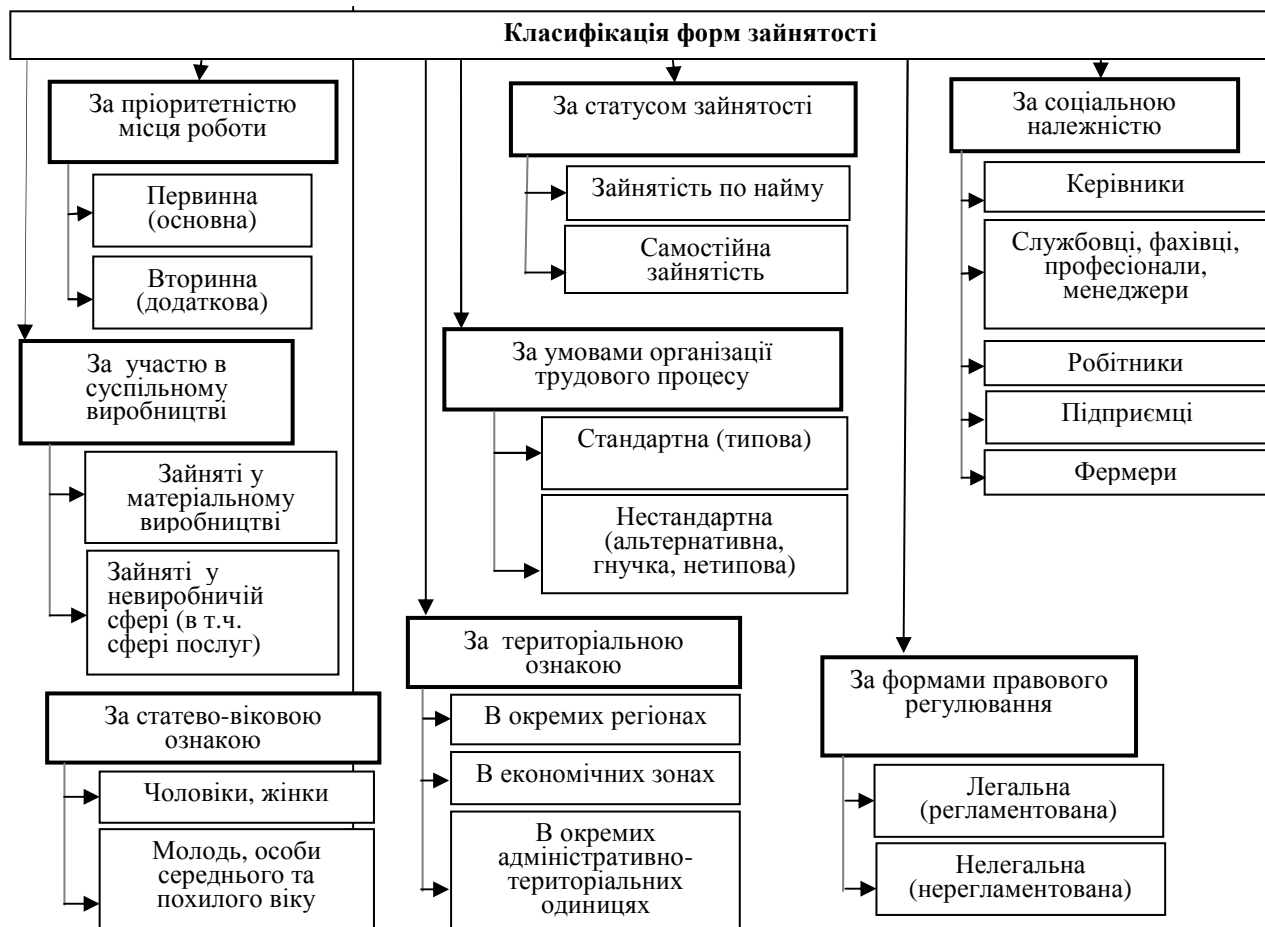 Класифікація форм зайнятості
За пріоритетністю
місця роботи
Первинна
(основна)
Вторинна
(додаткова)
За участю в
суспільному
виробництві
Зайняті у
матеріальному
виробництві
Зайняті у
невиробничій
сфері (в т.ч.
сфері послуг)
За статево-віковою
ознакою
Чоловіки, жінки
Молодь, особи
середнього та
похилого віку
За статусом зайнятості
Зайнятість по найму
Самостійна
зайнятість
За умовами організації
трудового процесу
Стандартна (типова)
Нестандартна
(альтернативна,
гнучка, нетипова)
За територіальною
ознакою
В окремих регіонах
В економічних зонах
В окремих
адміністративно-
територіальних
одиницях
За соціальною
належністю
Керівники
Службовці, фахівці,
професіонали,
менеджери
Робітники
Підприємці
Фермери
За формами правового
регулювання
Легальна
(регламентована)
Нелегальна
(нерегламентована)